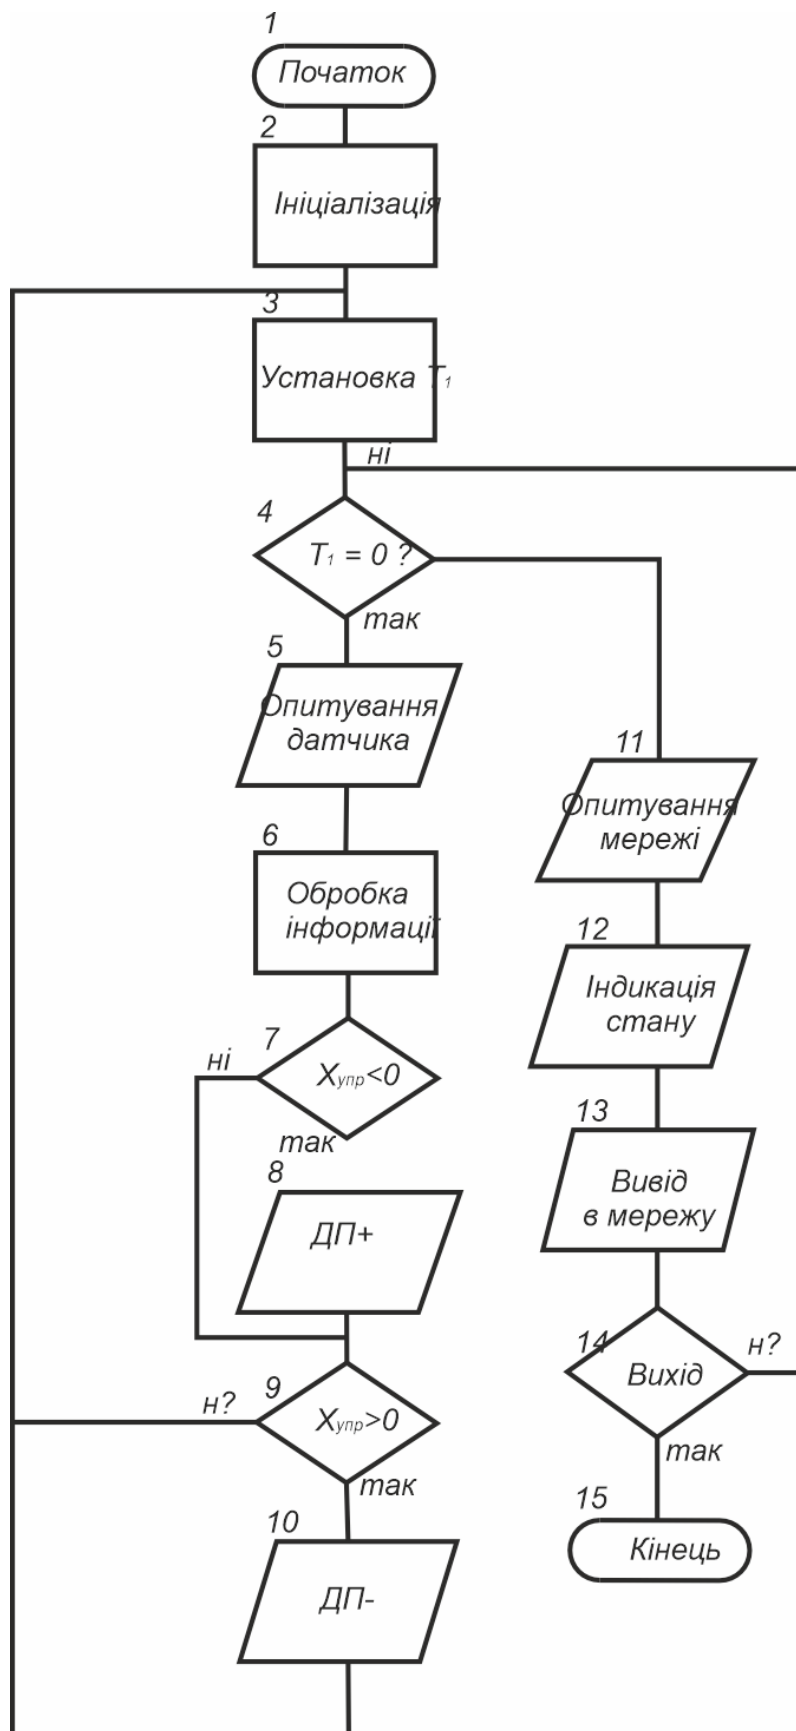 1
Початок
2
Ініціалізація
3
Установка Т₁
ні
4
Т₁ = 0 ?
так
5
Опитування
датчика
6
Обробка
інформації
7
ні
Xупр<0
так
8
ДП+
9
н?
Xупр>0
так
10
ДП-
11
Опитування
мережі
12
Індикація
стану
13
Вивід
в мережу
14
н?
Вихід
так
15
Кінець